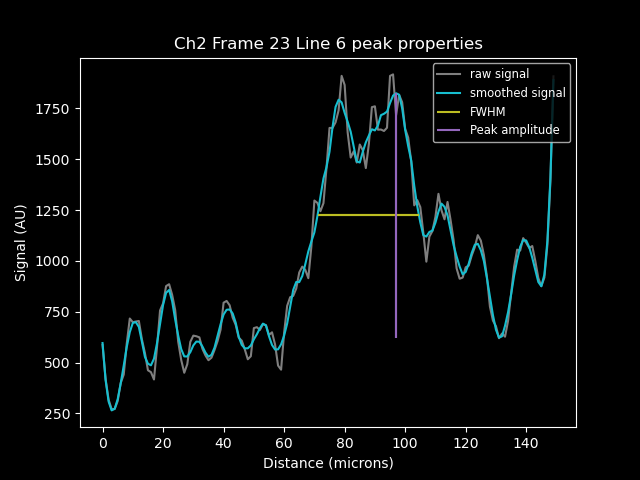 Ch2 Frame 23 Line 6 peak properties
raw signal
smoothed signal
FWHM
Peak amplitude
Signal (AU)
1750
1500
1250
1000
750
500
250
0 20 40 60 80 100 120 140
Distance (microns)